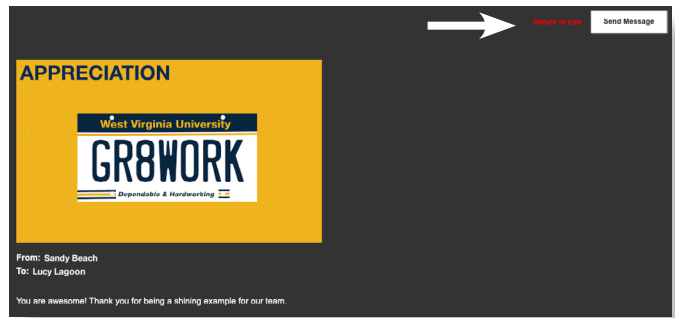 Return to Edit Send Message
APPRECIATION
West Virginia University
GR8WORK
Dependable & Hardworking
From: Sandy Beach
To: Lucy Lagoon
You are awesome! Thank you for being a shining example for our team.